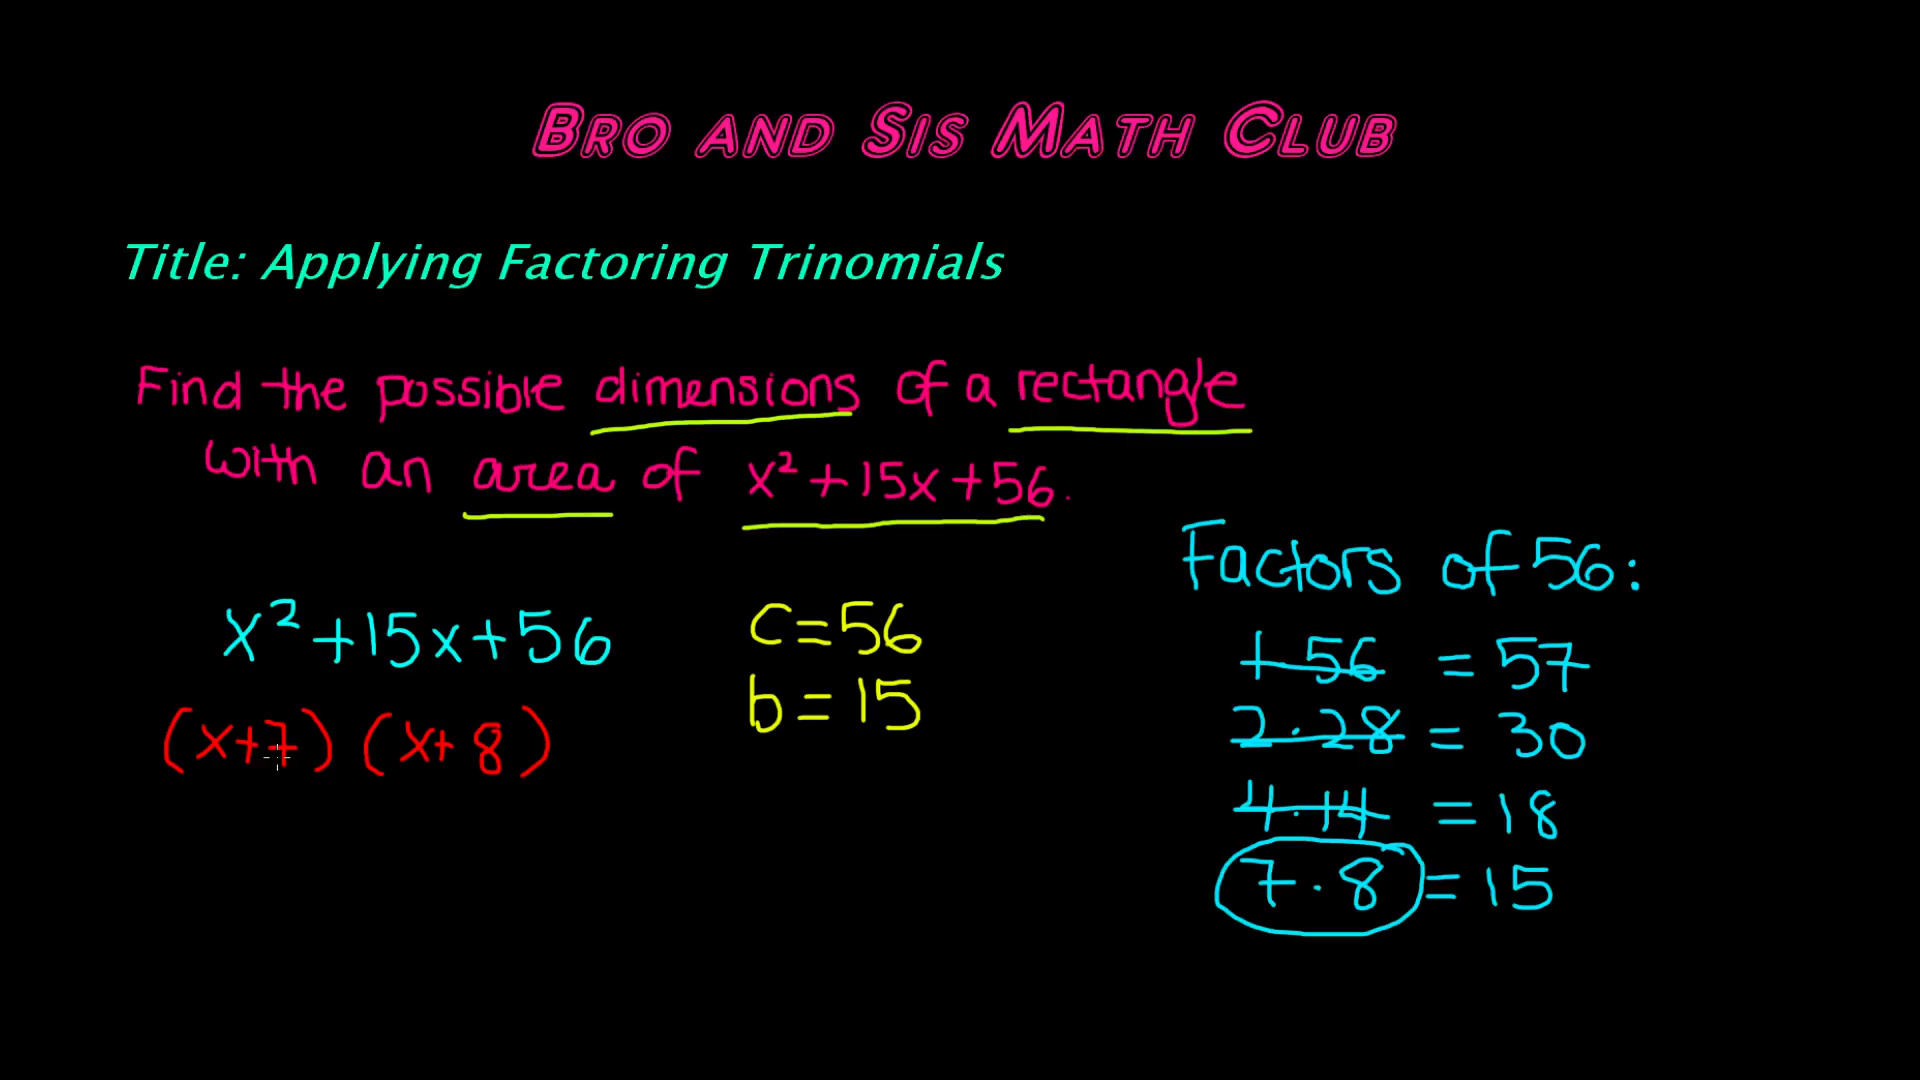 BRO AND SIS MATH CLUB
Title: Applying Factoring Trinomials
Find the possible dimensions of a rectangle
with an area of x²+15x+56.
Factors of 56:
x²+15x+56
c=56
1·56 = 57
b=15
2·28 = 30
(x+7)(x+8)
4·14 = 18
7·8 = 15